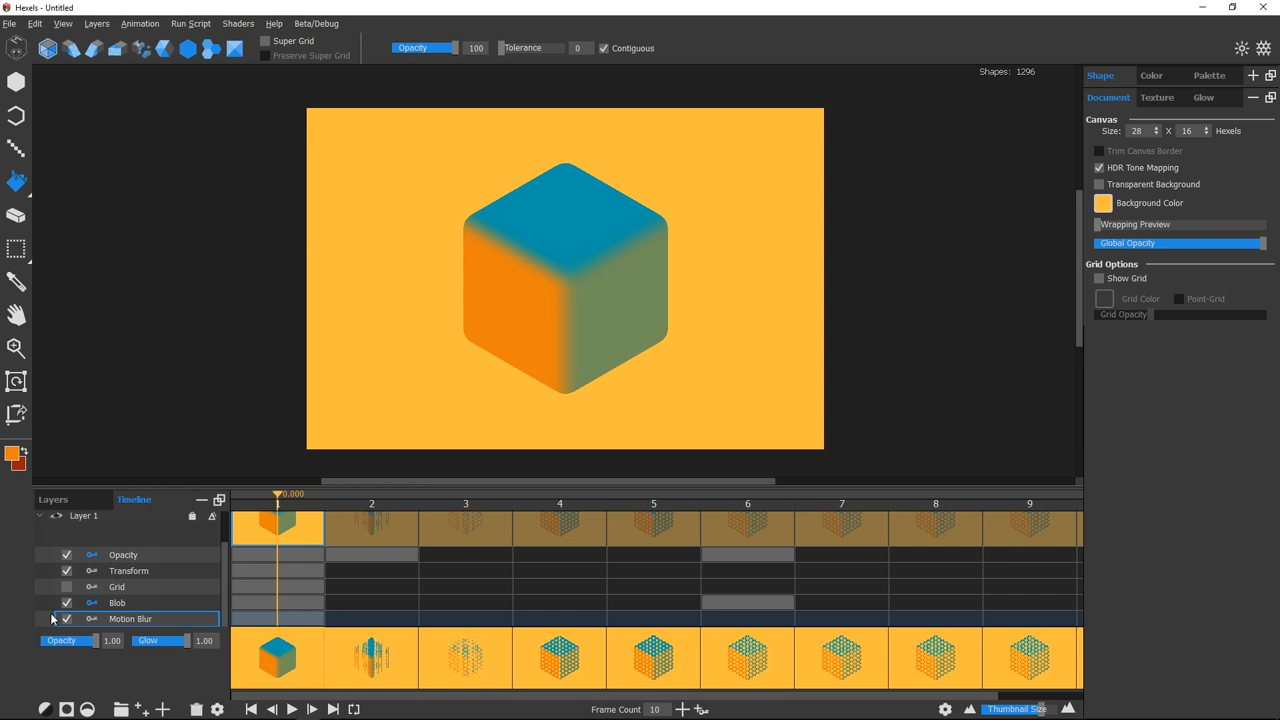 Hexels - Untitled
File Edit View Layers Animation Run Script Shaders Help Beta/Debug
Super Grid
Preserve Super Grid
Opacity 100 Tolerance 0 Contiguous
Shapes: 1296
Shape Color Palette
Document Texture Glow
Canvas
Size: 28 X 16 Hexels
Trim Canvas Border
HDR Tone Mapping
Transparent Background
Background Color
Wrapping Preview
Global Opacity
Grid Options
Show Grid
Grid Color Point-Grid
Grid Opacity
Layers Timeline
0.000
1 2 3 4 5 6 7 8 9
Layer 1
Opacity
Transform
Grid
Blob
Motion Blur
Opacity 1.00 Glow 1.00
Frame Count 10
Thumbnail Size